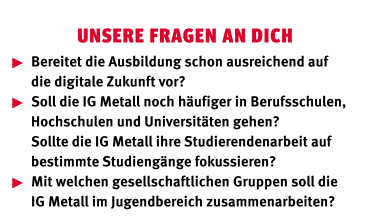 UNSERE FRAGEN AN DICH
▶ Bereitet die Ausbildung schon ausreichend auf
die digitale Zukunft vor?
▶ Soll die IG Metall noch häufiger in Berufsschulen,
Hochschulen und Universitäten gehen?
Sollte die IG Metall ihre Studierendenarbeit auf
bestimmte Studiengänge fokussieren?
▶ Mit welchen gesellschaftlichen Gruppen soll die
IG Metall im Jugendbereich zusammenarbeiten?